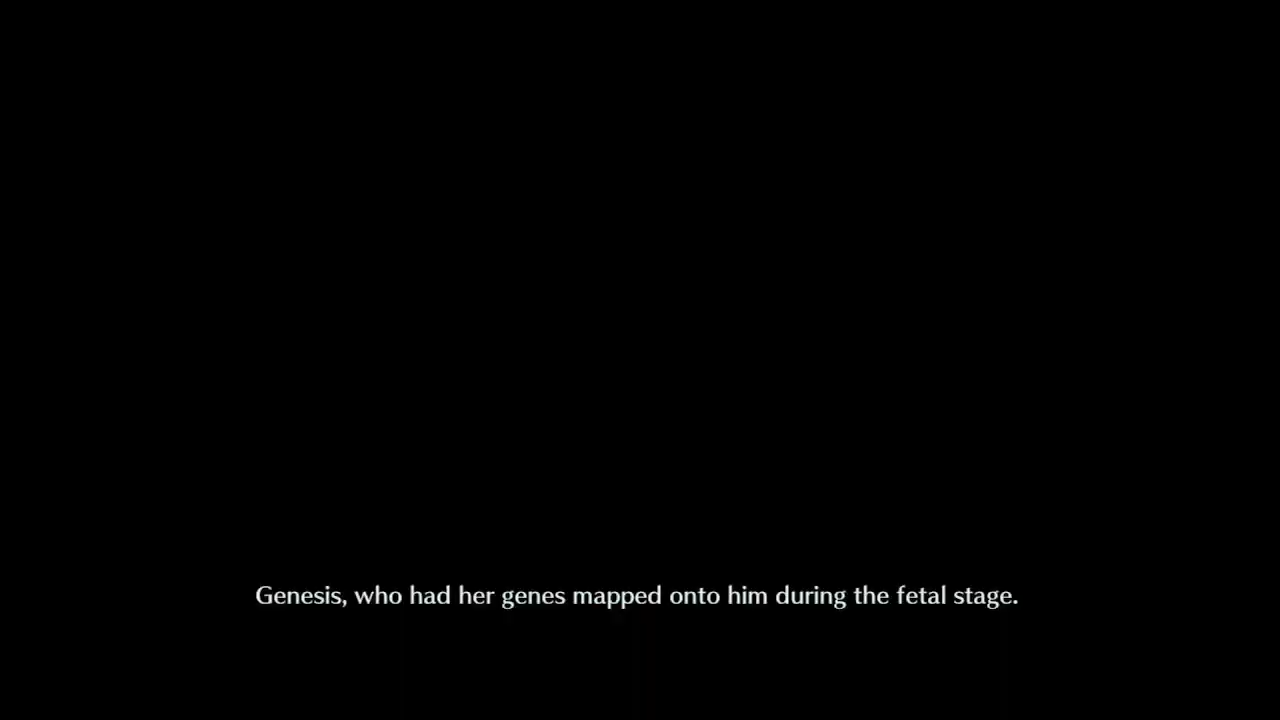 Genesis, who had her genes mapped onto him during the fetal stage.